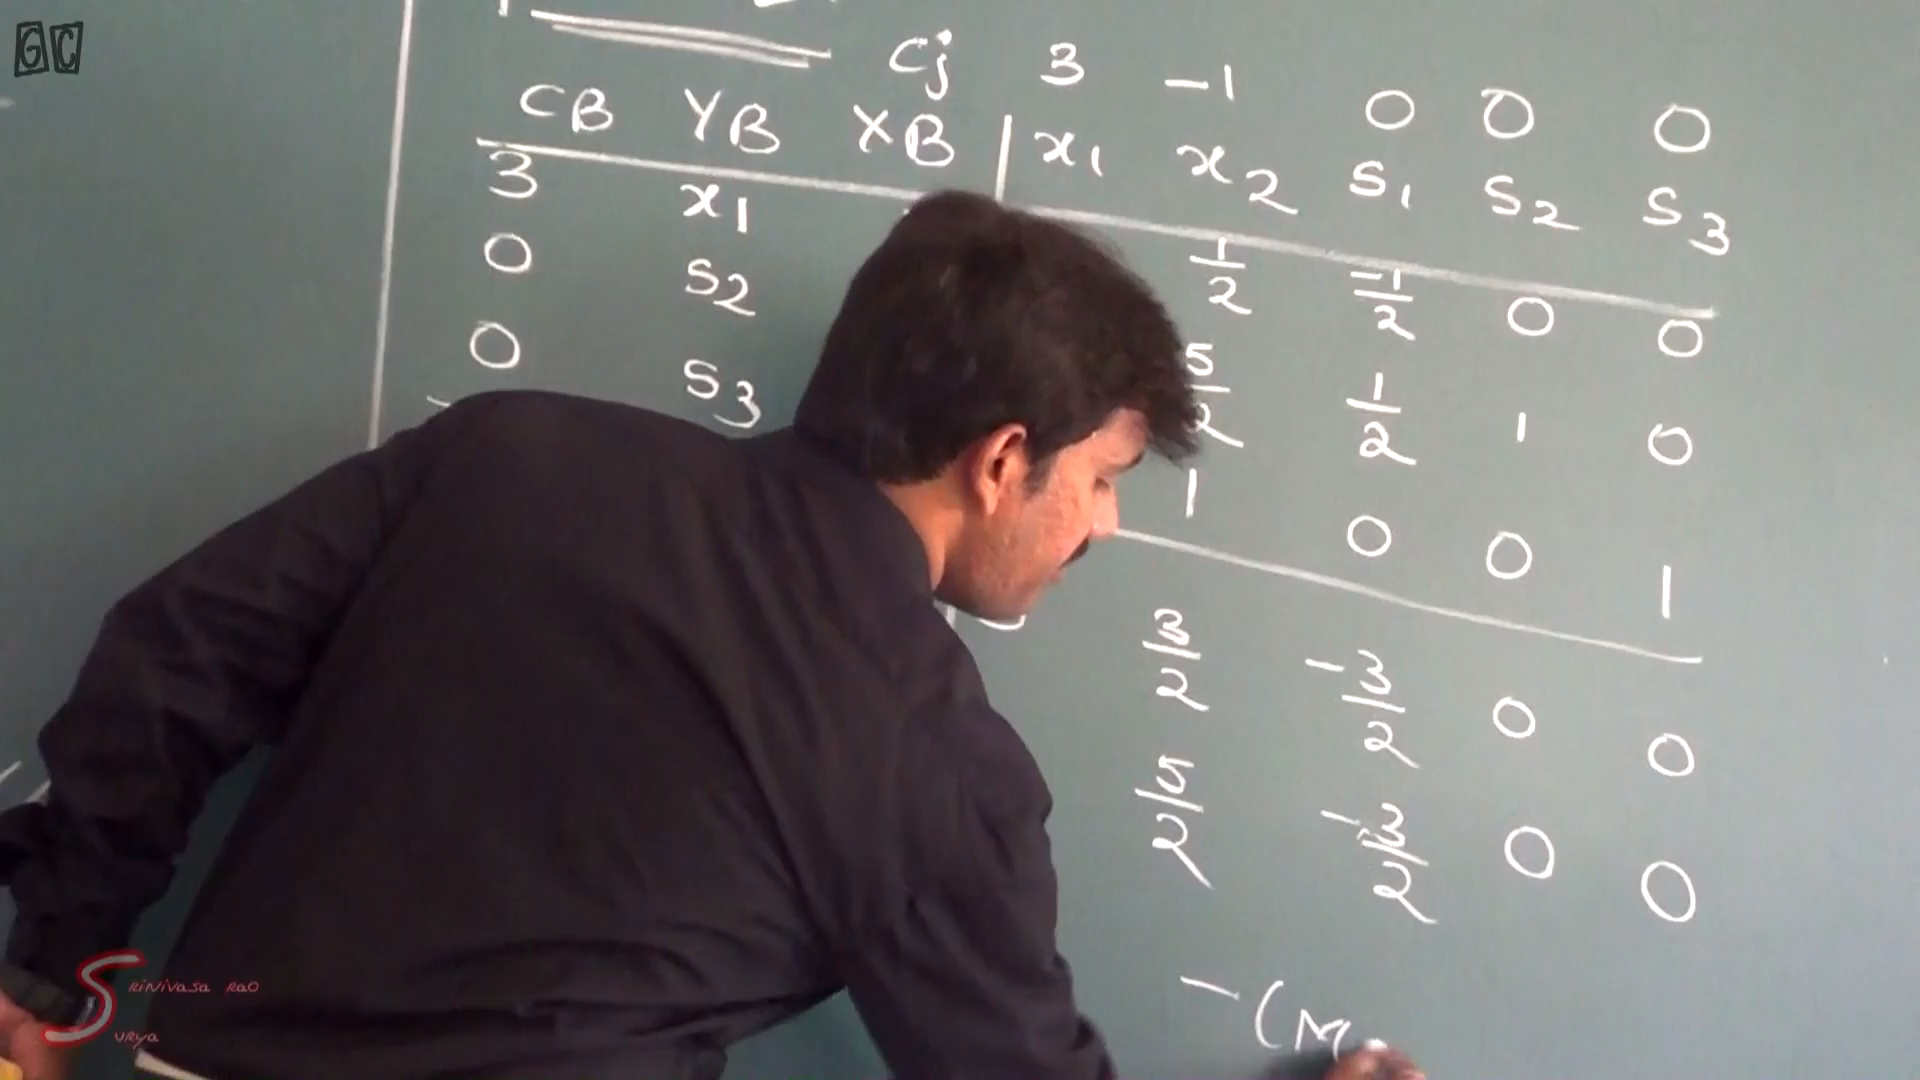 GC
Cj 3 -1 0 0 0
CB YB XB x1 x2 S1 S2 S3
3 x1 1/2 -1/2 0 0
0 S2 5/2 1/2 1 0
0 S3 1 0 0 1
3/2 -3/2 0 0
5/2 -3/2 0 0
-(M
SRiNiVaSa Rao
SURYa